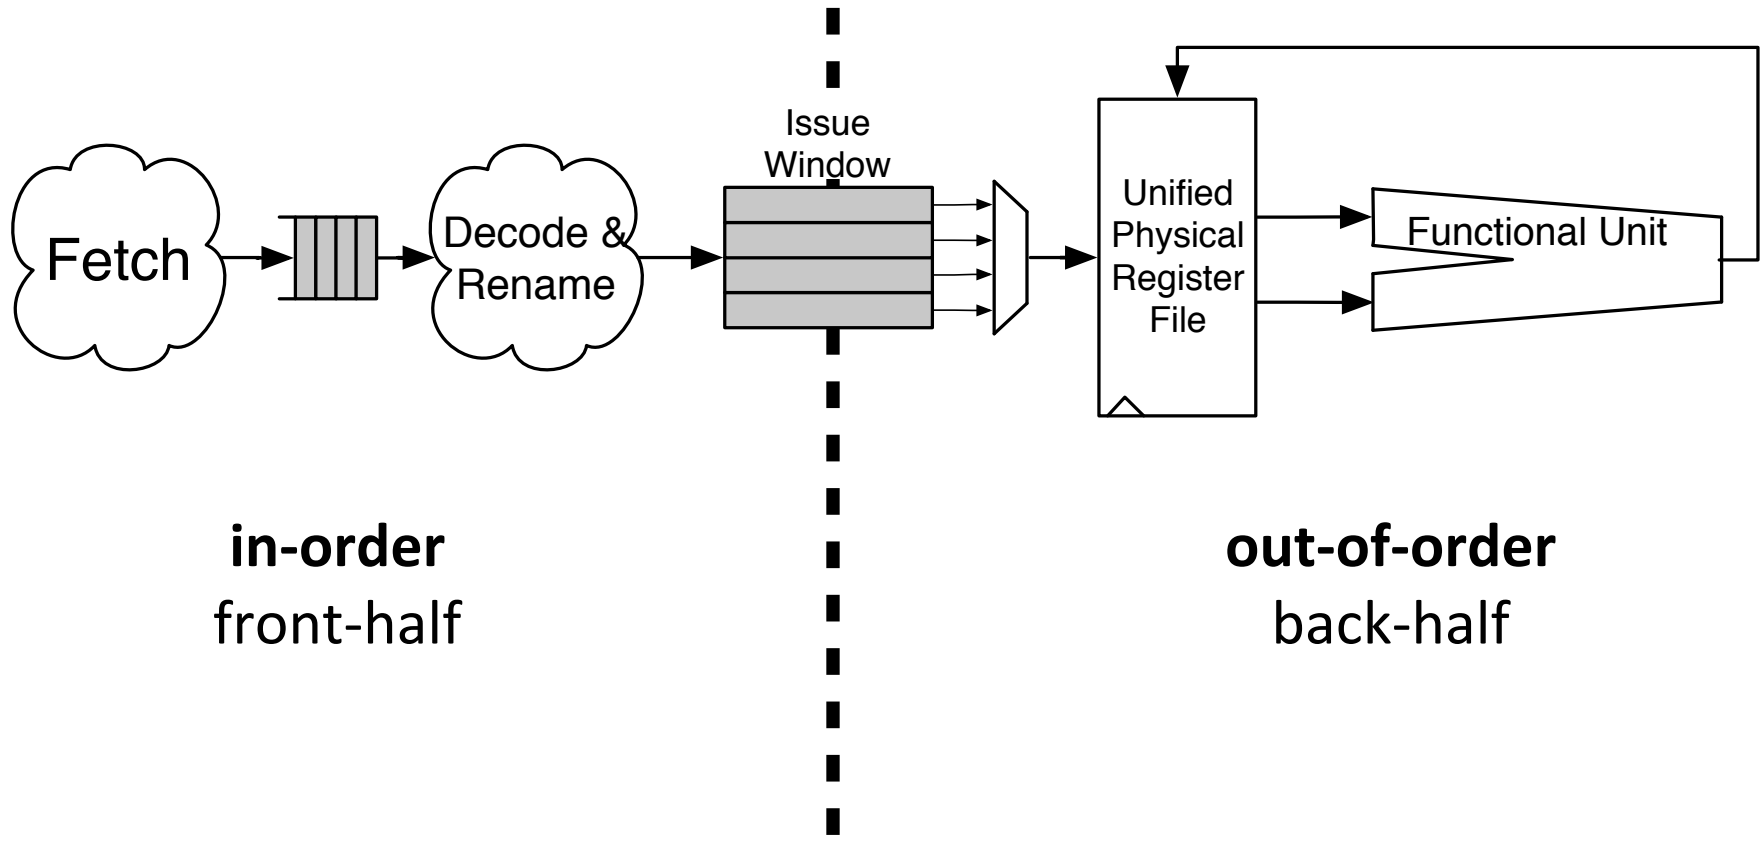 Fetch
Decode &
Rename
Issue
Window
Unified
Physical
Register
File
Functional Unit
in-order
front-half
out-of-order
back-half